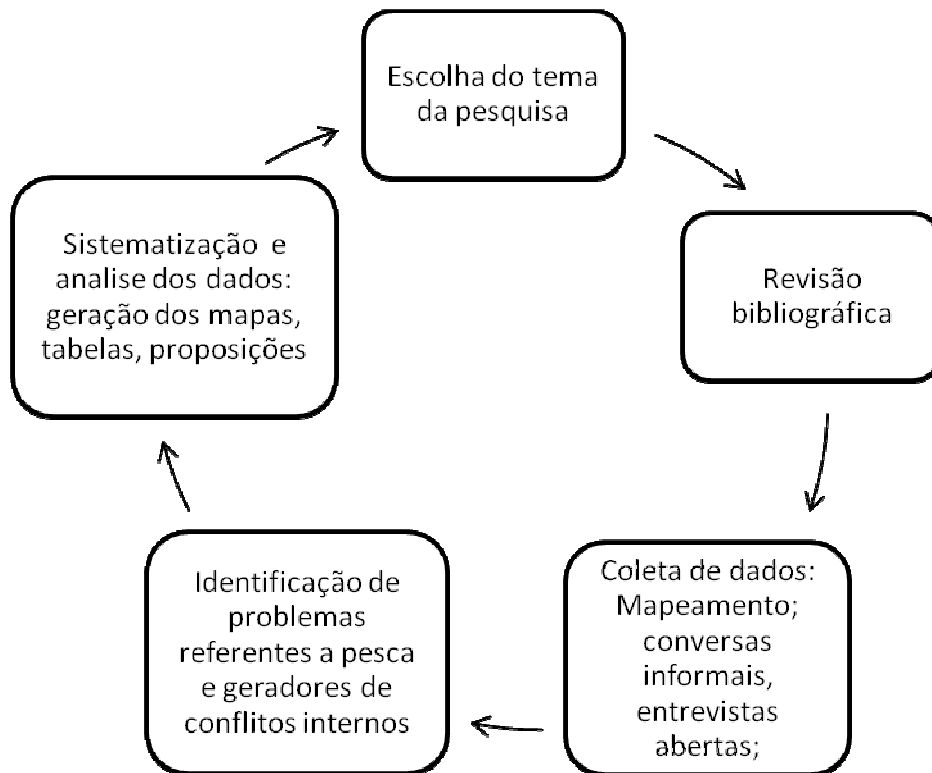 Escolha do tema
da pesquisa
Revisão
bibliográfica
Coleta de dados:
Mapeamento;
conversas
informais,
entrevistas
abertas;
Identificação de
problemas
referentes a pesca
e geradores de
conflitos internos
Sistematização e
analise dos dados:
geração dos mapas,
tabelas, proposições